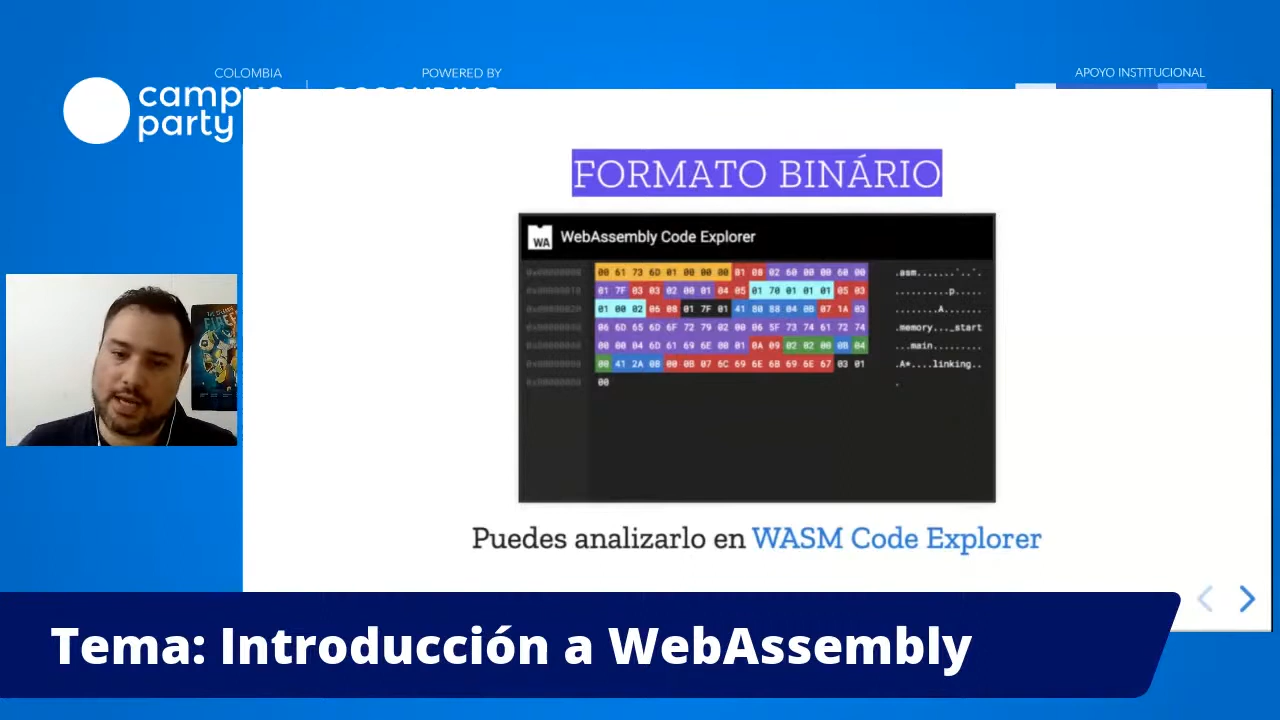 COLOMBIA
POWERED BY
APOYO INSTITUCIONAL
campus
party
FORMATO BINÁRIO
WA
WebAssembly Code Explorer
00 61 73 6D 01 00 00 00 01 08 02 60 00 00 60 00
.asm.......`..`.
01 7F 03 03 02 00 01 04 05 01 70 01 01 01 05 03
..........p.....
01 00 02 06 08 01 7F 01 41 80 88 04 0B 07 1A 03
........A.......
06 6D 65 6D 6F 72 79 02 00 06 5F 73 74 61 72 74
.memory..._start
00 00 04 6D 61 69 6E 00 01 0A 09 02 02 00 0B 04
...main.........
00 41 2A 0B 00 0B 07 6C 69 6E 6B 69 6E 67 03 01
.A*....linking..
00
.
Puedes analizarlo en WASM Code Explorer
Tema: Introducción a WebAssembly